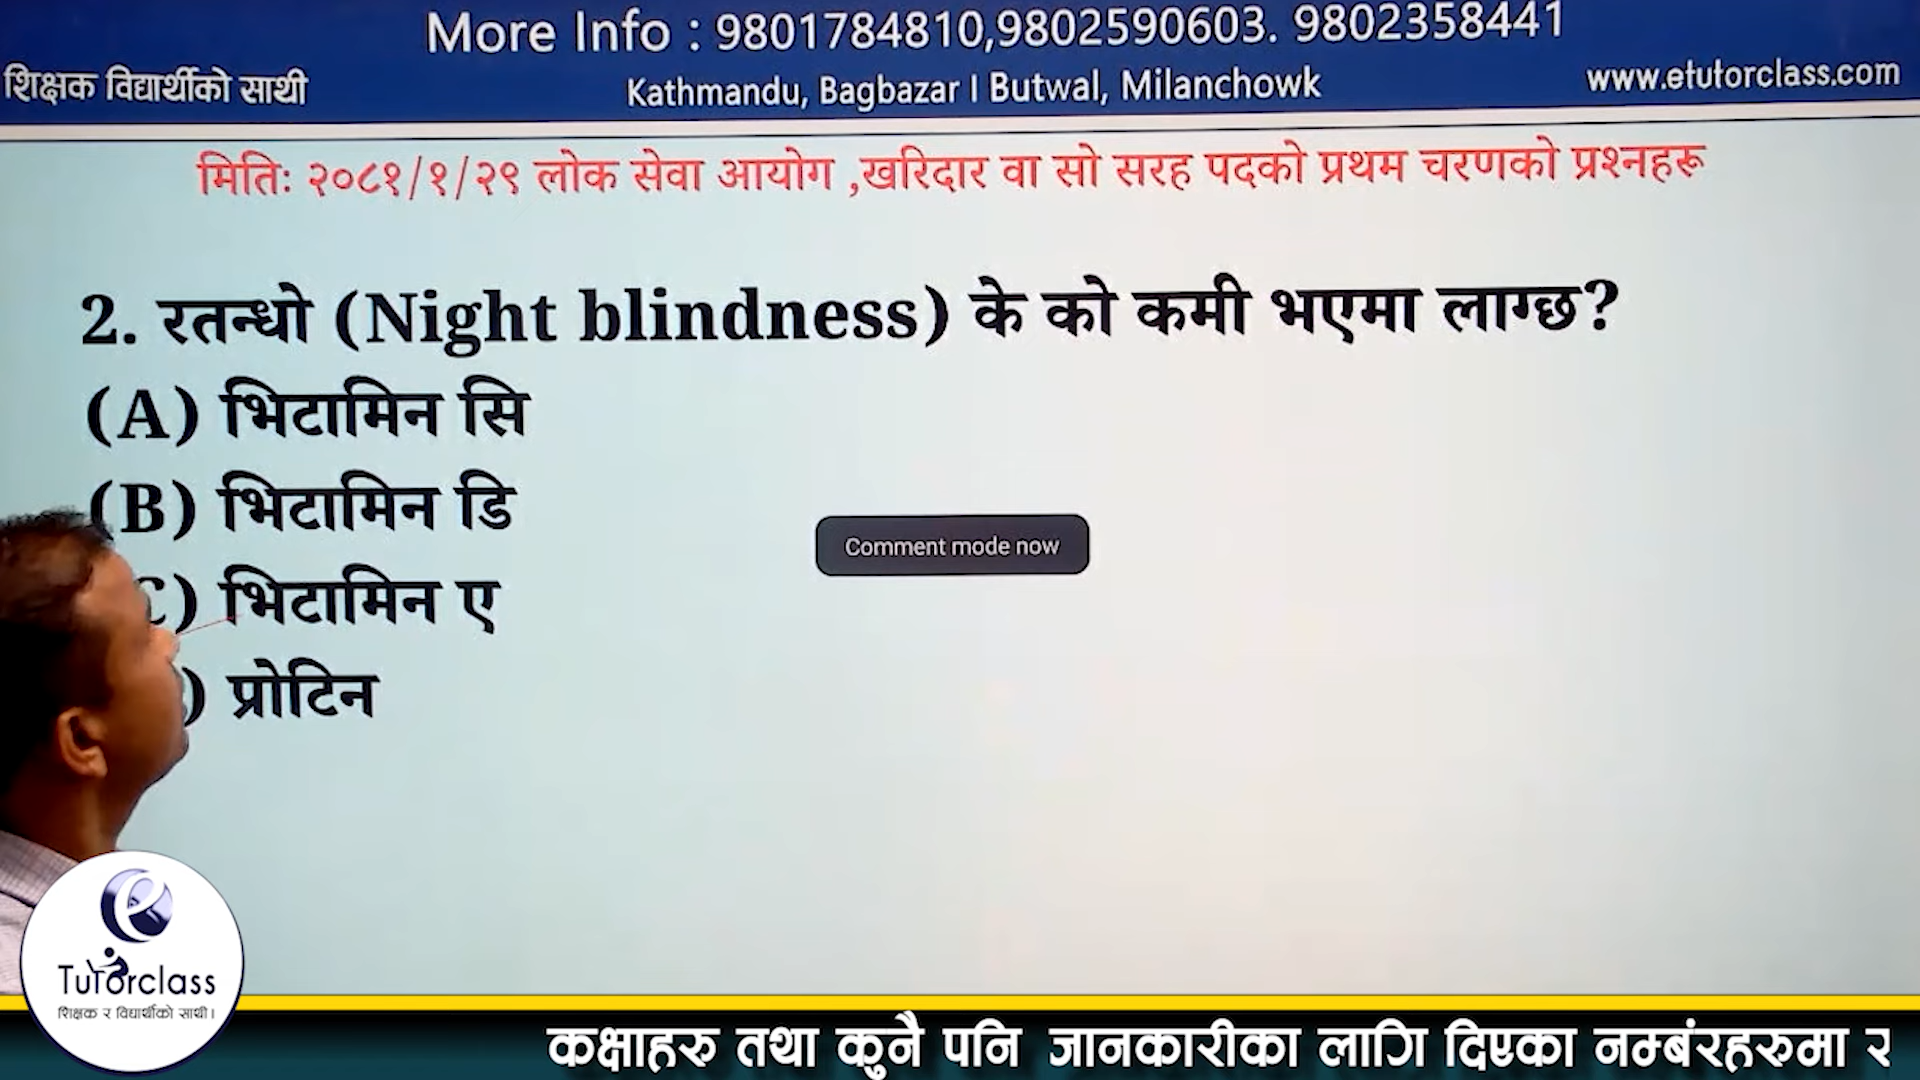 More Info : 9801784810,9802590603. 9802358441
शिक्षक विद्यार्थीको साथी
Kathmandu, Bagbazar I Butwal, Milanchowk
www.etutorclass.com
मितिः २०८१/१/२९ लोक सेवा आयोग ,खरिदार वा सो सरह पदको प्रथम चरणको प्रश्नहरू
2. रतन्धो (Night blindness) के को कमी भएमा लाग्छ?
(A) भिटामिन सि
(B) भिटामिन डि
C) भिटामिन ए
) प्रोटिन
Comment mode now
e
Tutorclass
शिक्षक र विद्यार्थीको साथी।
कक्षाहरु तथा कुनै पनि जानकारीका लागि दिएका नम्बंरहरुमा र